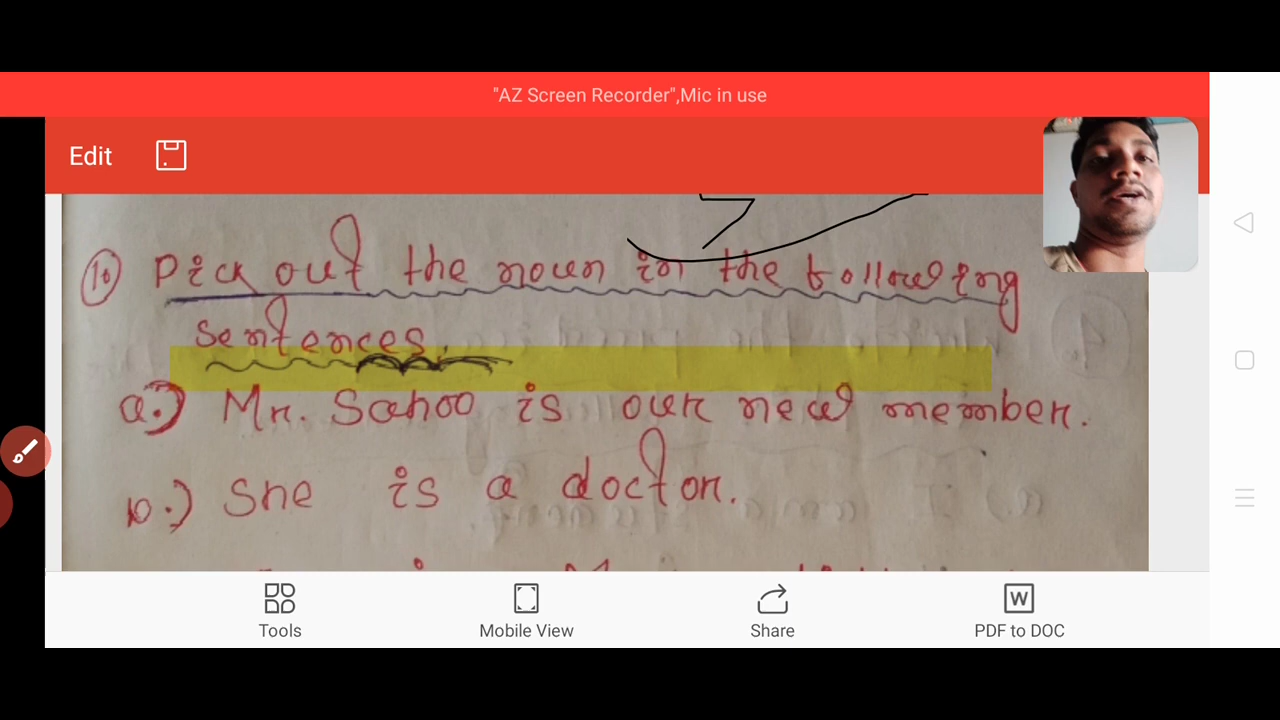 "AZ Screen Recorder",Mic in use
Edit
10 Pick out the noun in the following
sentences.
a.) Mr. Sahoo is our new member.
b.) She is a doctor.
Tools
Mobile View
Share
W
PDF to DOC